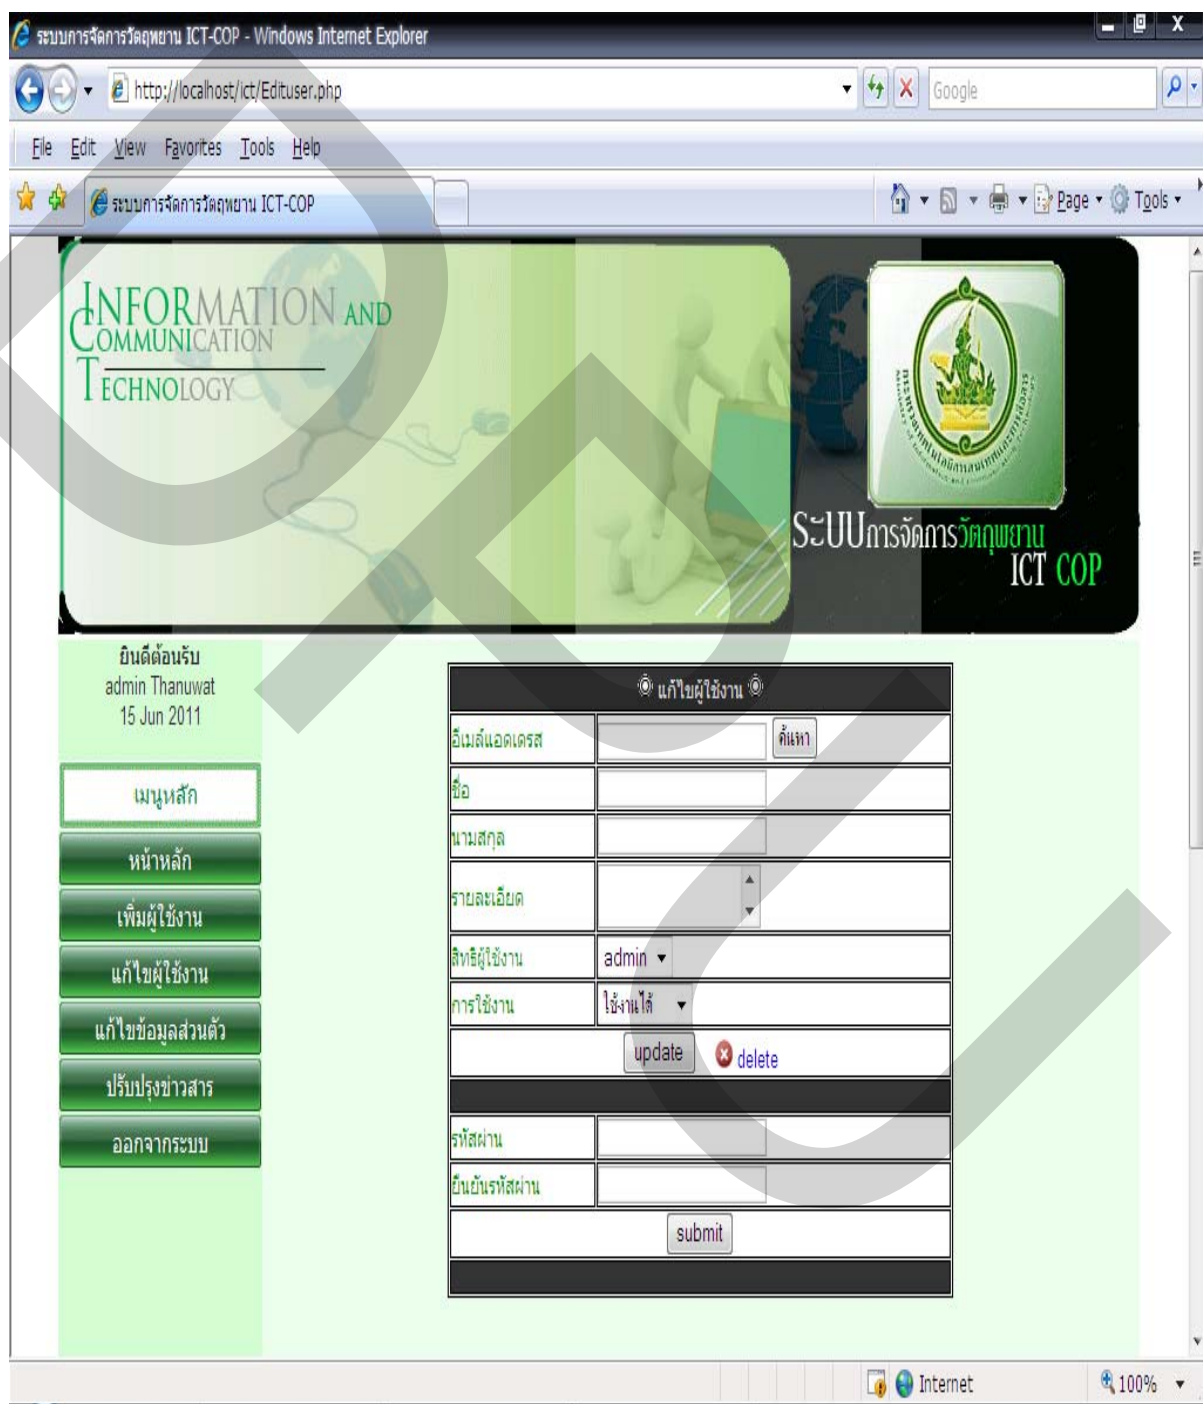 ระบบการจัดการวัตถุพยาน ICT-COP - Windows Internet Explorer
http://localhost/ict/Edituser.php
Google
File Edit View Favorites Tools Help
ระบบการจัดการวัตถุพยาน ICT-COP
Page Tools
INFORMATION AND
COMMUNICATION
TECHNOLOGY
ระบบการจัดการวัตถุพยาน
ICT COP
ยินดีต้อนรับ
admin Thanuwat
15 Jun 2011
เมนูหลัก
หน้าหลัก
เพิ่มผู้ใช้งาน
แก้ไขผู้ใช้งาน
แก้ไขข้อมูลส่วนตัว
ปรับปรุงข่าวสาร
ออกจากระบบ
แก้ไขผู้ใช้งาน
อีเมล์แอดเดรส ค้นหา
ชื่อ
นามสกุล
รายละเอียด
สิทธิผู้ใช้งาน admin
การใช้งาน ใช้งานได้
update delete
รหัสผ่าน
ยืนยันรหัสผ่าน
submit
Internet 100%
DPU